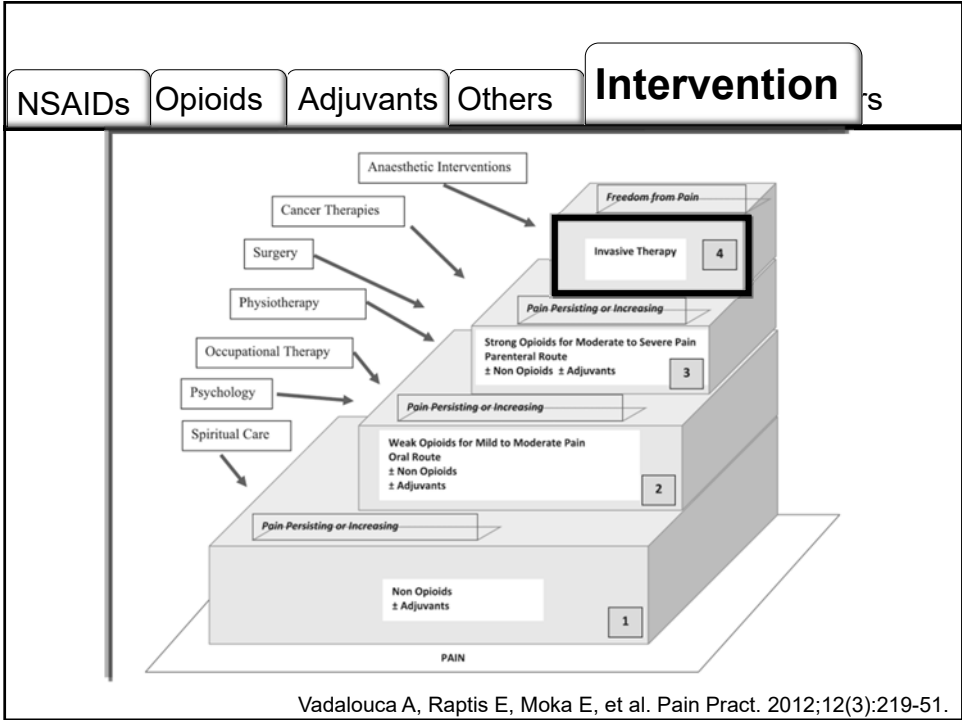 NSAIDs
Opioids
Adjuvants
Others
Intervention
rs
Anaesthetic Interventions
Cancer Therapies
Surgery
Physiotherapy
Occupational Therapy
Psychology
Spiritual Care
Freedom from Pain
Invasive Therapy
4
Pain Persisting or Increasing
Strong Opioids for Moderate to Severe Pain
Parenteral Route
± Non Opioids ± Adjuvants
3
Pain Persisting or Increasing
Weak Opioids for Mild to Moderate Pain
Oral Route
± Non Opioids
± Adjuvants
2
Pain Persisting or Increasing
Non Opioids
± Adjuvants
1
PAIN
Vadalouca A, Raptis E, Moka E, et al. Pain Pract. 2012;12(3):219-51.